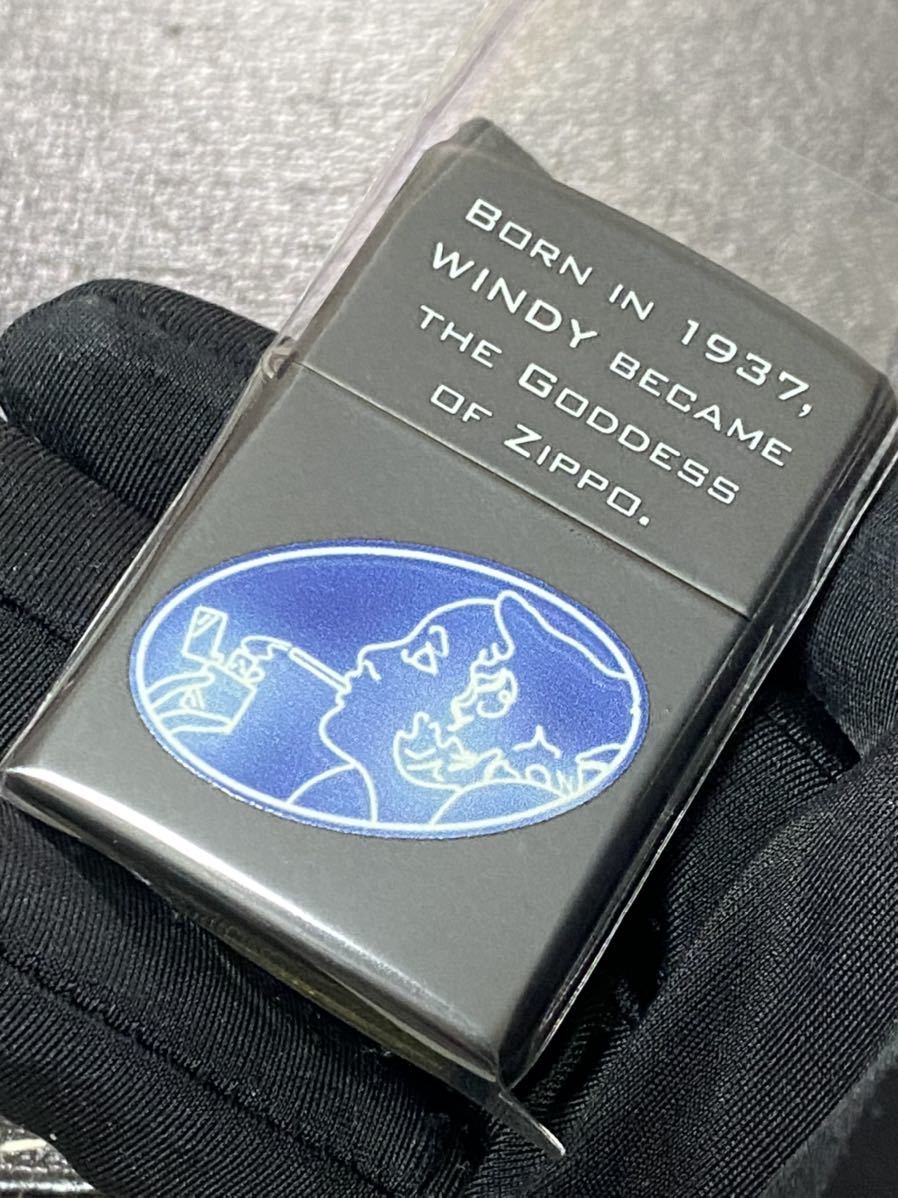 Born in 1937,
WINDY became
the Goddess
of Zippo.